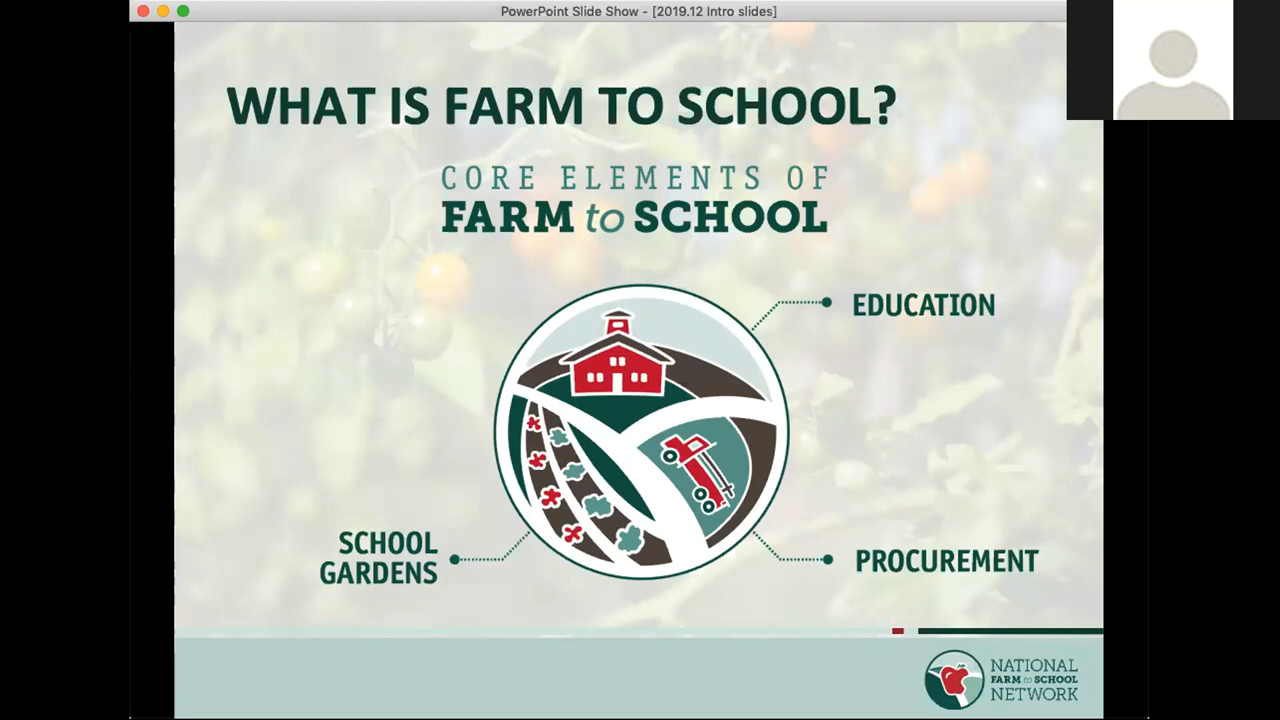 PowerPoint Slide Show - [2019.12 Intro slides]
WHAT IS FARM TO SCHOOL?
CORE ELEMENTS OF
FARM to SCHOOL
EDUCATION
SCHOOL
GARDENS
PROCUREMENT
NATIONAL
FARM to SCHOOL
NETWORK